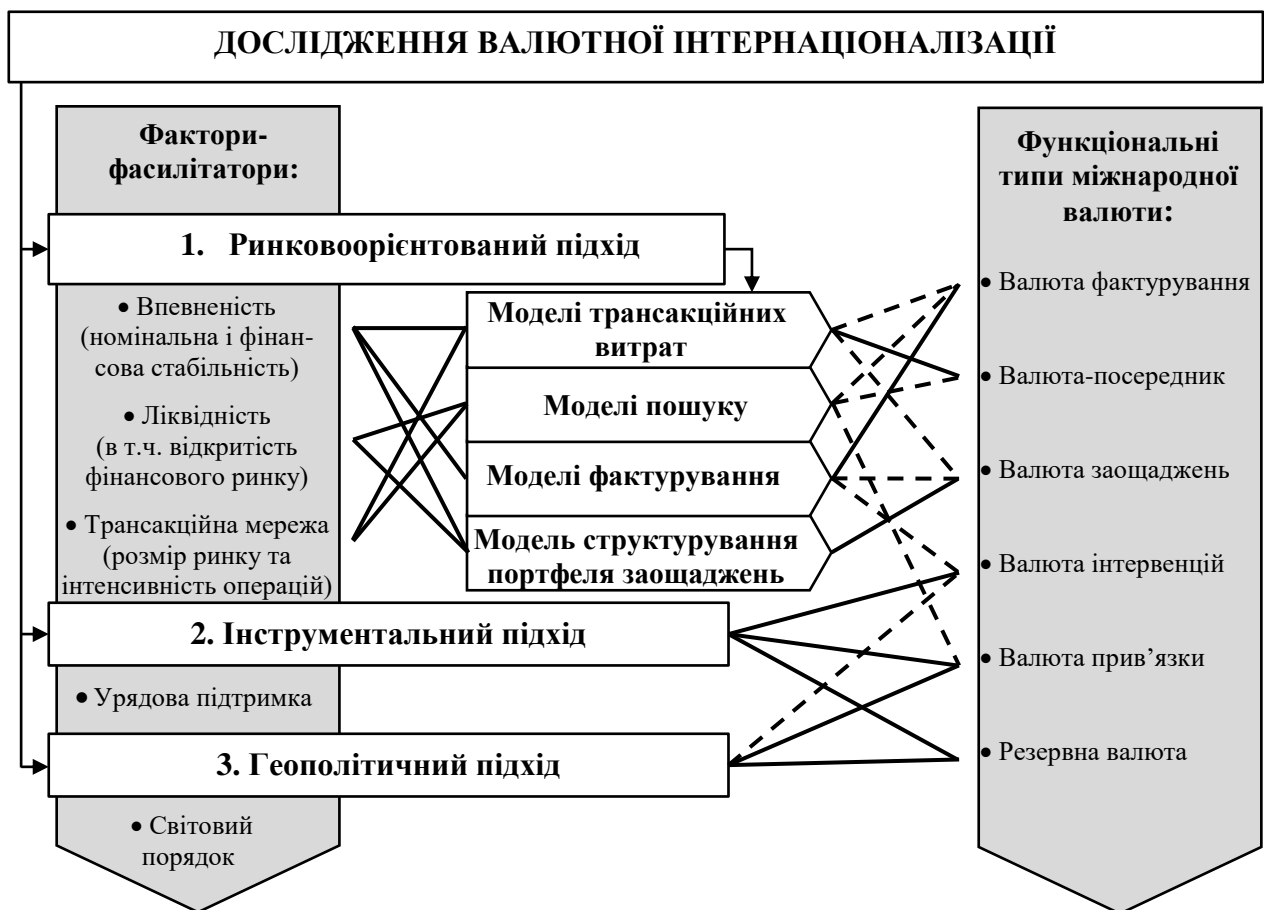 ДОСЛІДЖЕННЯ ВАЛЮТНОЇ ІНТЕРНАЦІОНАЛІЗАЦІЇ
Фактори-
фасилітатори:
1. Ринковоорієнтований підхід
• Впевненість
(номінальна і фінан-
сова стабільність)
• Ліквідність
(в т.ч. відкритість
фінансового ринку)
• Трансакційна мережа
(розмір ринку та
інтенсивність операцій)
Моделі трансакційних
витрат
Моделі пошуку
Моделі фактурування
Модель структурування
портфеля заощаджень
2. Інструментальний підхід
• Урядова підтримка
3. Геополітичний підхід
• Світовий
порядок
Функціональні
типи міжнародної
валюти:
• Валюта фактурування
• Валюта-посередник
• Валюта заощаджень
• Валюта інтервенцій
• Валюта прив’язки
• Резервна валюта